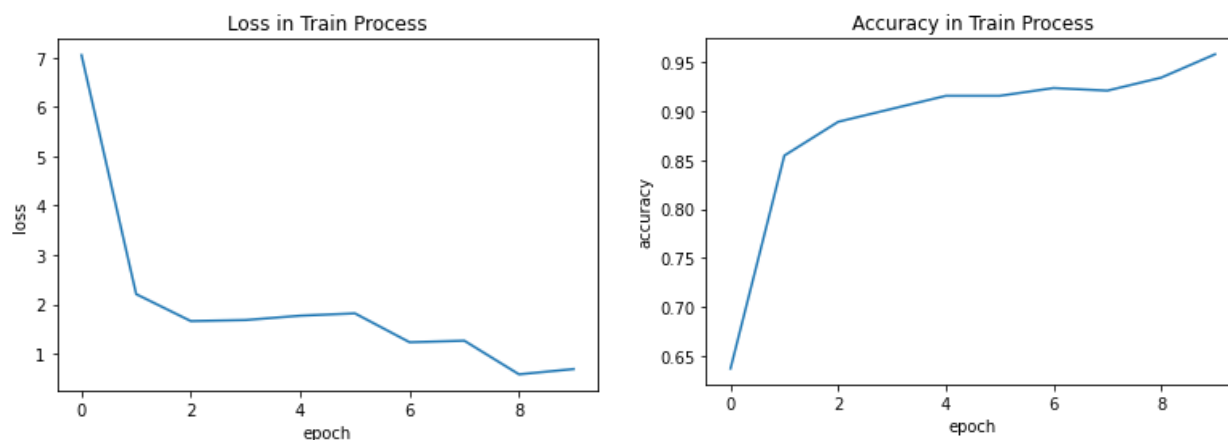 Loss in Train Process
7
6
5
4
3
2
1
loss
0 2 4 6 8
epoch
Accuracy in Train Process
0.95
0.90
0.85
0.80
0.75
0.70
0.65
accuracy
0 2 4 6 8
epoch